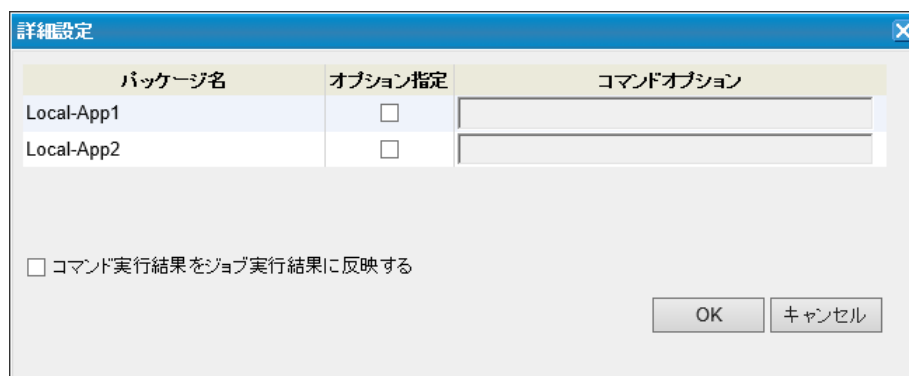 詳細設定
パッケージ名 オプション指定 コマンドオプション
Local-App1
Local-App2
コマンド実行結果をジョブ実行結果に反映する
OK キャンセル